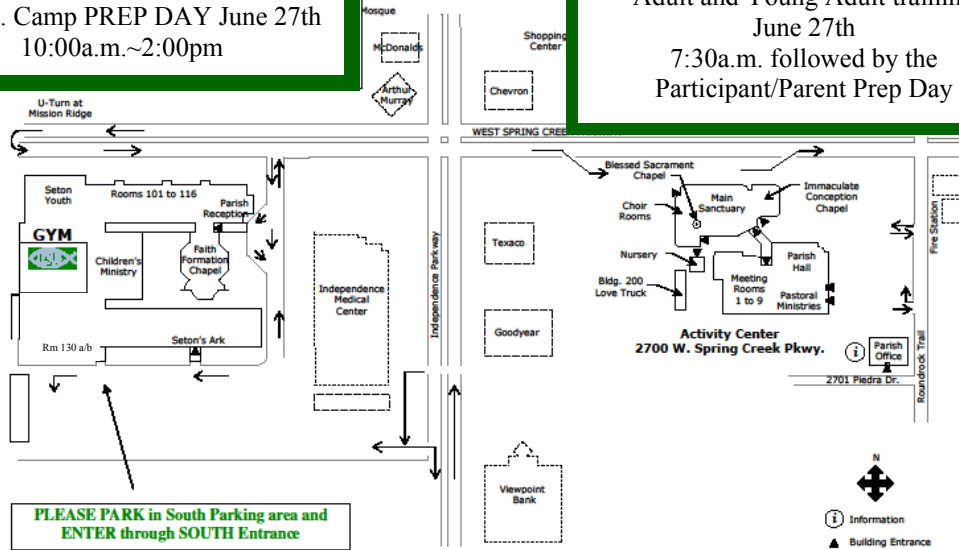 . Camp PREP DAY June 27th
10:00a.m.~2:00pm
Adult and Young Adult
June 27th
7:30a.m. followed by the
Participant/Parent Prep Day
Mosque
McDonalds
Arthur
Murray
Shopping
Center
Chevron
U-Turn at
Mission Ridge
WEST SPRING CREEK
Seton
Youth
Rooms 101 to 116
Parish
Reception
GYM
Children's
Ministry
Faith
Formation
Chapel
Rm 130 a/b
Seton's Ark
Independence
Medical
Center
Independence Parkway
Texaco
Goodyear
Viewpoint
Bank
Blessed Sacrament
Chapel
Choir
Rooms
Main
Sanctuary
Immaculate
Conception
Chapel
Nursery
Bldg. 200
Love Truck
Meeting
Rooms
1 to 9
Parish
Hall
Pastoral
Ministries
Activity Center
2700 W. Spring Creek Pkwy.
Fire Station
i
Parish
Office
2701 Piedra Dr.
Roundrock Trail
PLEASE PARK in South Parking area and
ENTER through SOUTH Entrance
N
i Information
Building Entrance